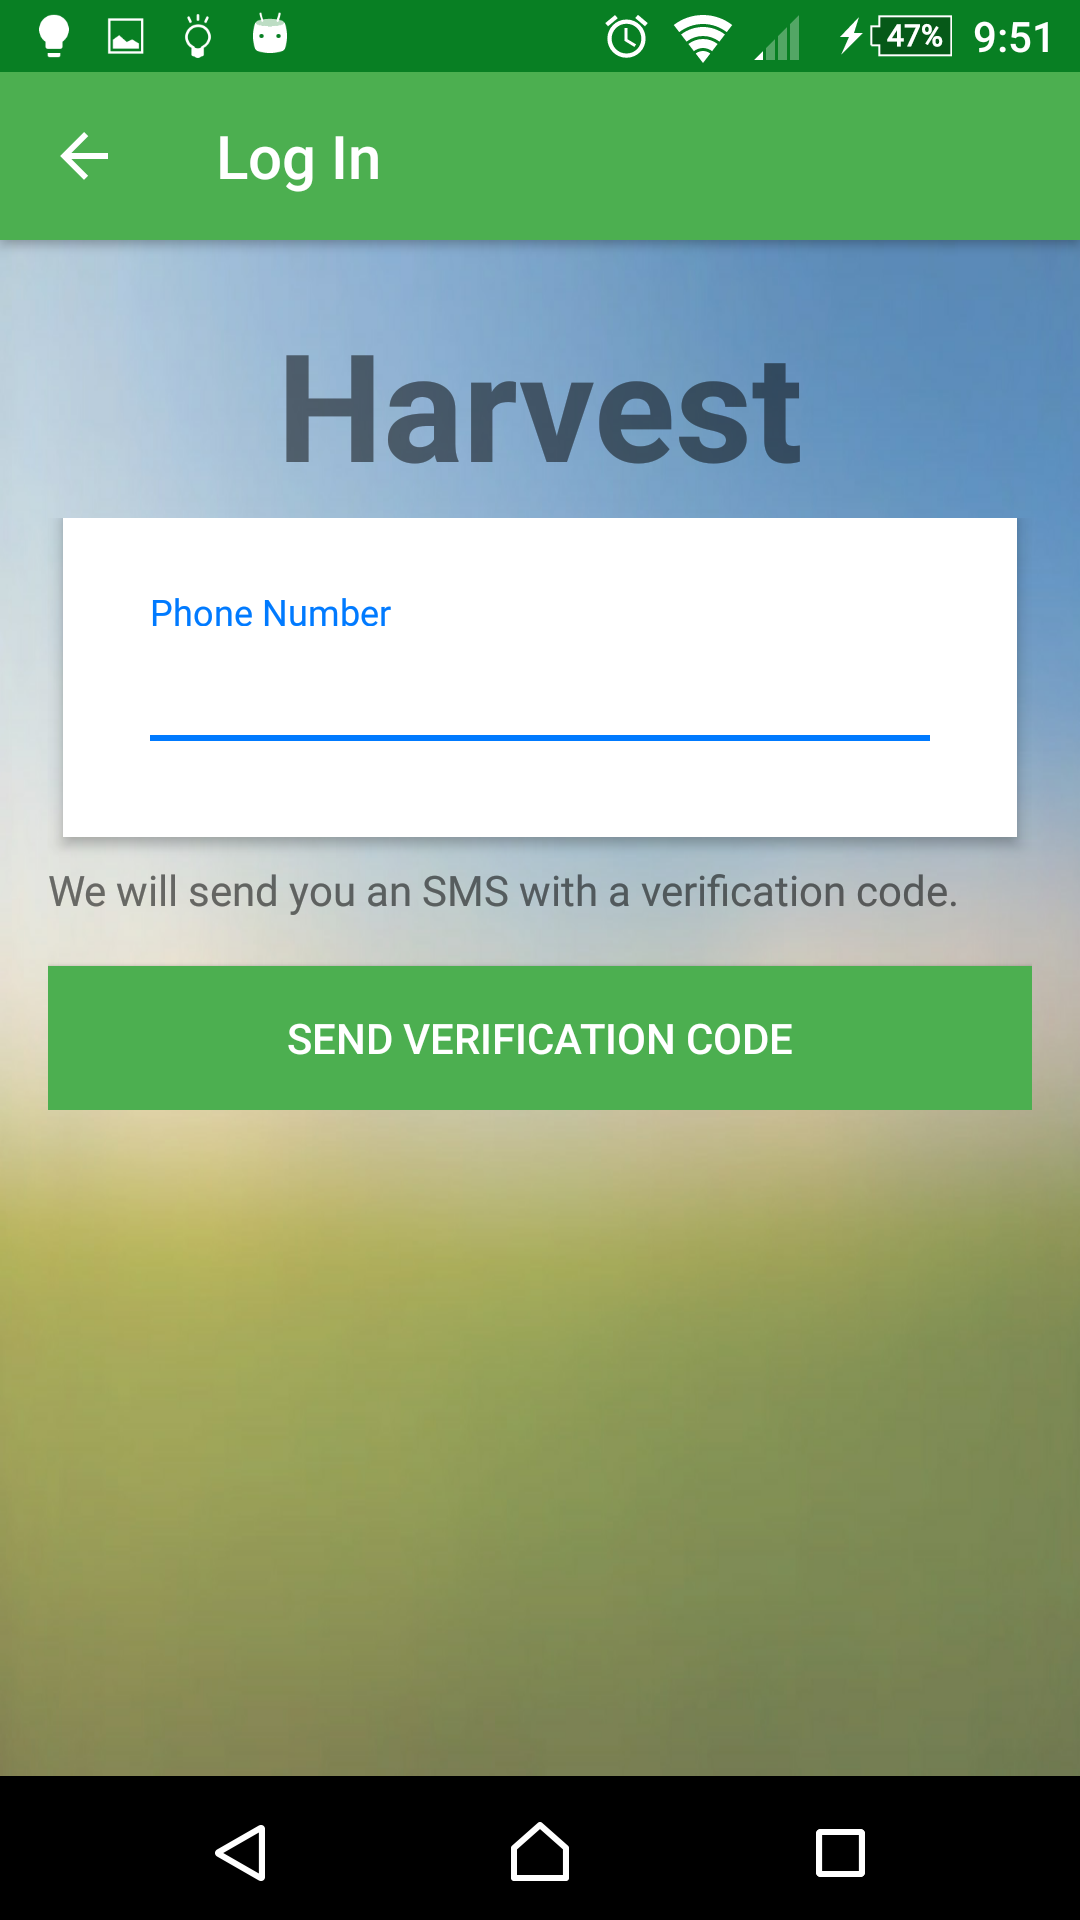 47% 9:51
Log In
Harvest
Phone Number
We will send you an SMS with a verification code.
SEND VERIFICATION CODE